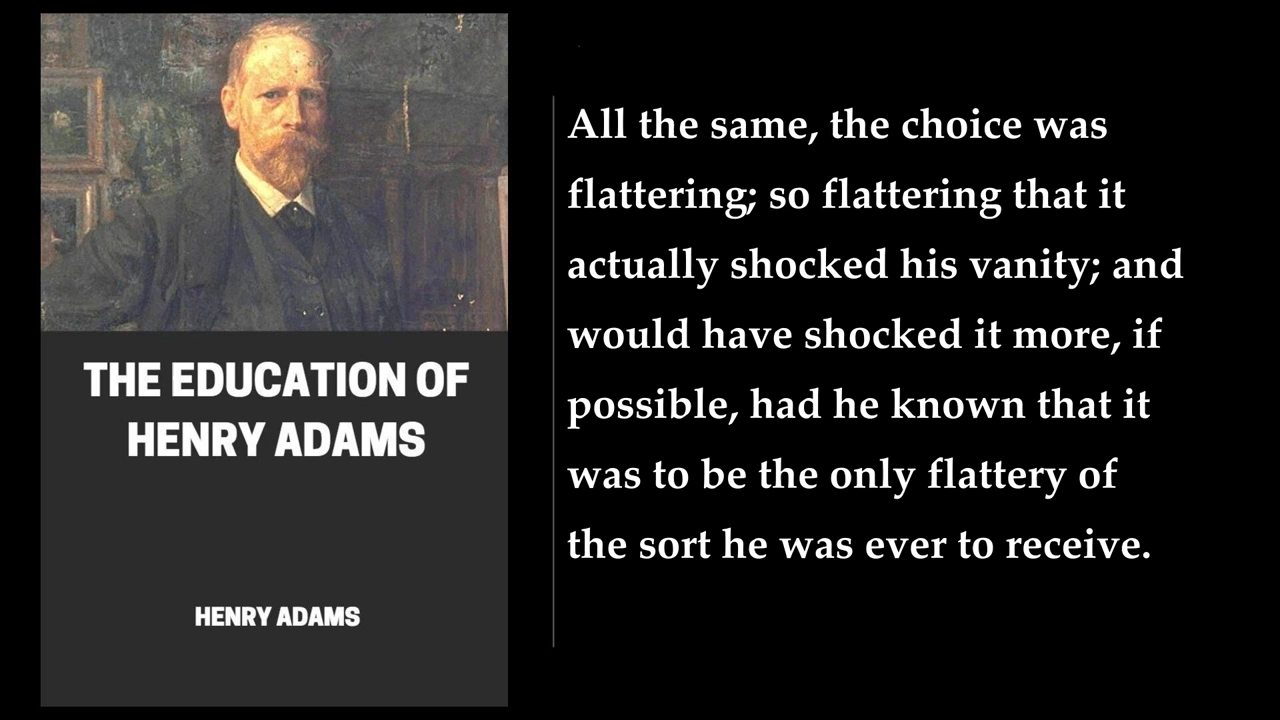 THE EDUCATION OF
HENRY ADAMS
HENRY ADAMS
All the same, the choice was
flattering; so flattering that it
actually shocked his vanity; and
would have shocked it more, if
possible, had he known that it
was to be the only flattery of
the sort he was ever to receive.